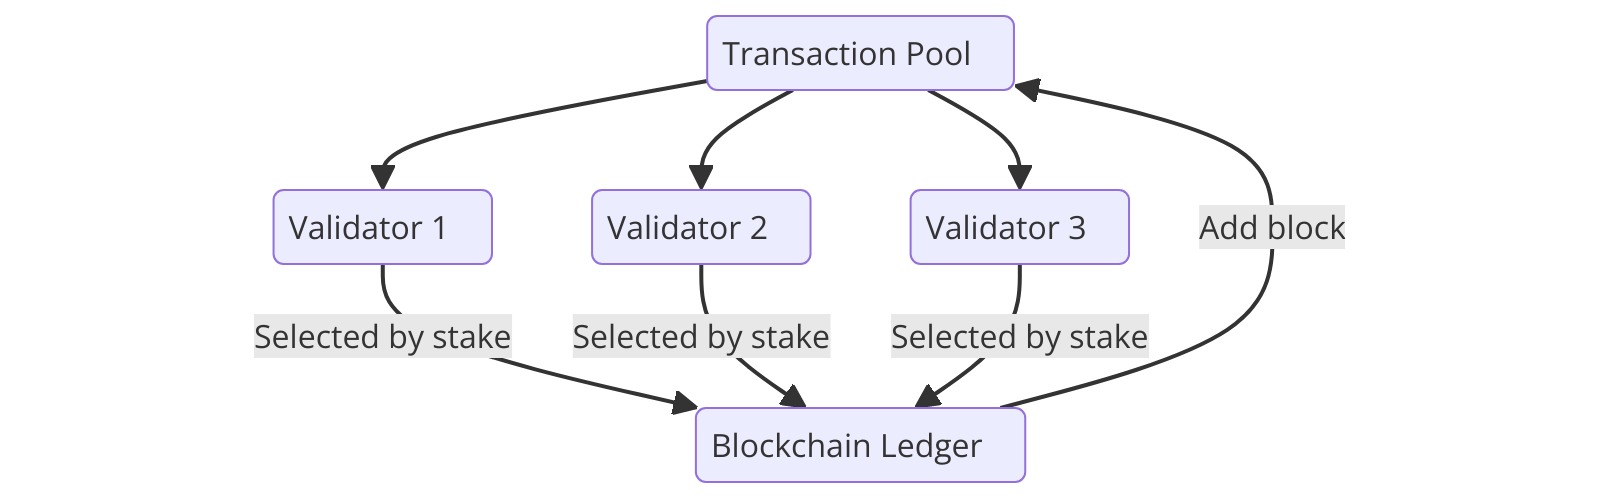 Transaction Pool
Validator 1
Validator 2
Validator 3
Add block
Selected by stake
Selected by stake
Selected by stake
Blockchain Ledger